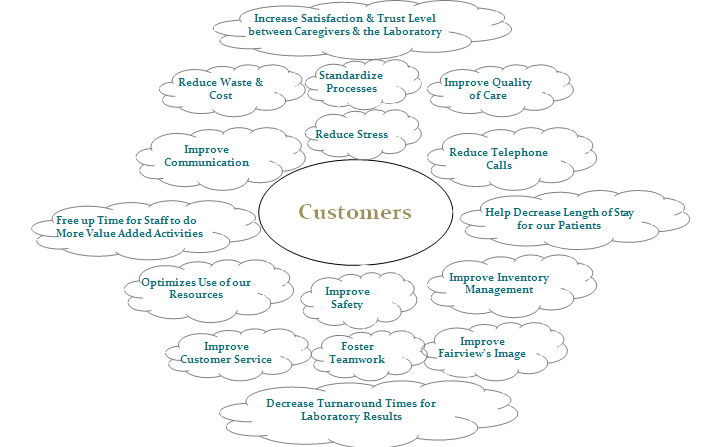 Increase Satisfaction & Trust Level
between Caregivers & the Laboratory
Reduce Waste &
Cost
Standardize
Processes
Improve Quality
of Care
Reduce Stress
Improve
Communication
Reduce Telephone
Calls
Customers
Free up Time for Staff to do
More Value Added Activities
Help Decrease Length of Stay
for our Patients
Optimizes Use of our
Resources
Improve
Safety
Improve Inventory
Management
Improve
Customer Service
Foster
Teamwork
Improve
Fairview's Image
Decrease Turnaround Times for
Laboratory Results